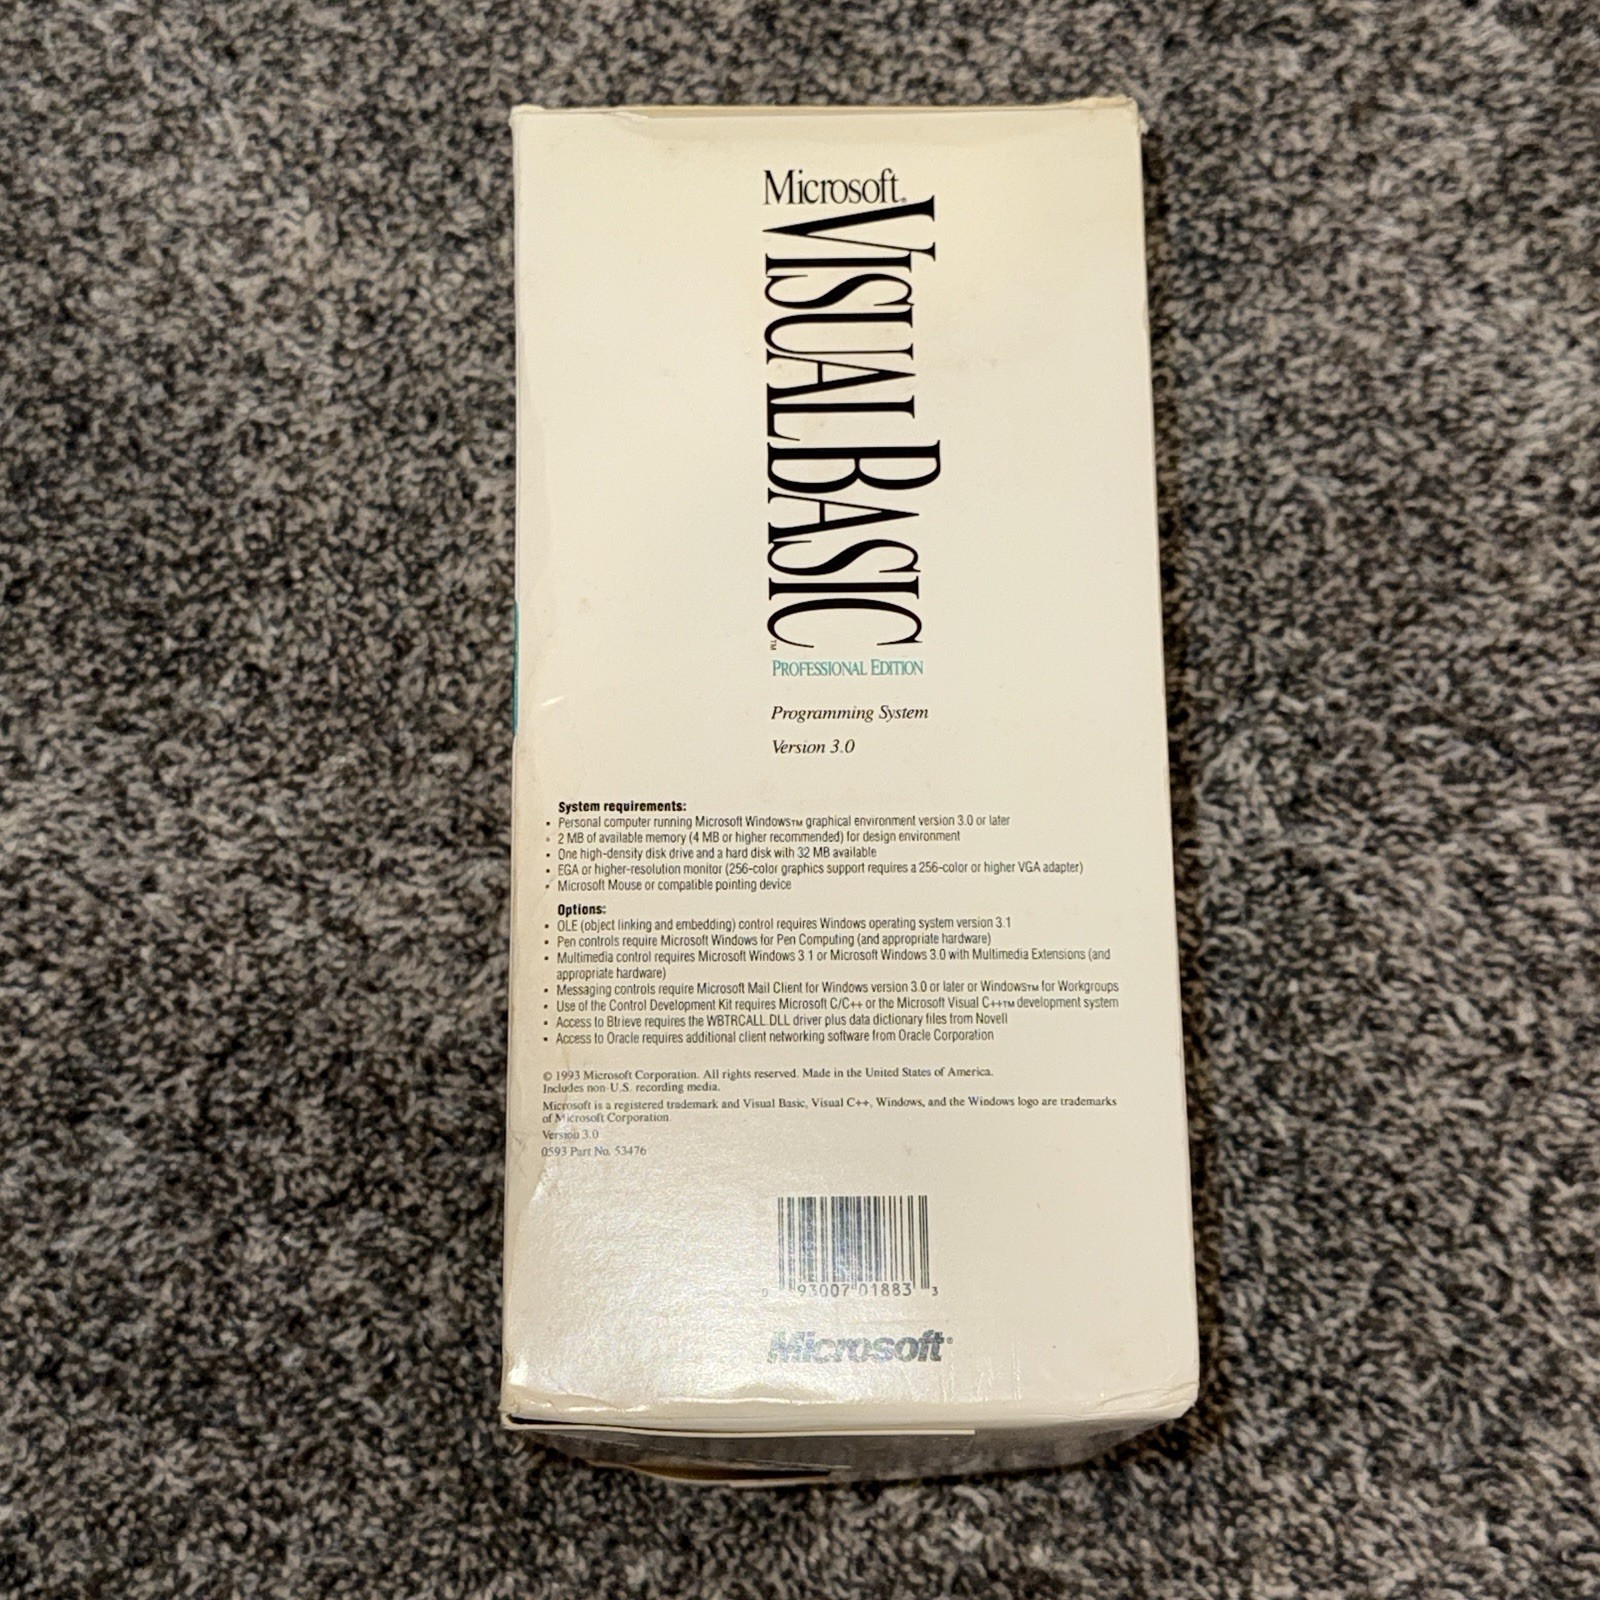 Microsoft®
VISUAL BASIC™
PROFESSIONAL EDITION
Programming System
Version 3.0
System requirements:
• Personal computer running Microsoft Windows™ graphical environment version 3.0 or later
• 2 MB of available memory (4 MB or higher recommended) for design environment
• One high-density disk drive and a hard disk with 32 MB available
• EGA or higher-resolution monitor (256-color graphics support requires a 256-color or higher VGA adapter)
• Microsoft Mouse or compatible pointing device
Options:
• OLE (object linking and embedding) control requires Windows operating system version 3.1
• Pen controls require Microsoft Windows for Pen Computing (and appropriate hardware)
• Multimedia control requires Microsoft Windows 3.1 or Microsoft Windows 3.0 with Multimedia Extensions (and
appropriate hardware)
• Messaging controls require Microsoft Mail Client for Windows version 3.0 or later or Windows™ for Workgroups
• Use of the Control Development Kit requires Microsoft C/C++ or the Microsoft Visual C++™ development system
• Access to Btrieve requires the WBTRCALL.DLL driver plus data dictionary files from Novell
• Access to Oracle requires additional client networking software from Oracle Corporation
© 1993 Microsoft Corporation. All rights reserved. Made in the United States of America.
Includes non-U.S. recording media.
Microsoft is a registered trademark and Visual Basic, Visual C++, Windows, and the Windows logo are trademarks
of Microsoft Corporation.
Version 3.0
0593 Part No. 53476
0 93007 01883 3
Microsoft®